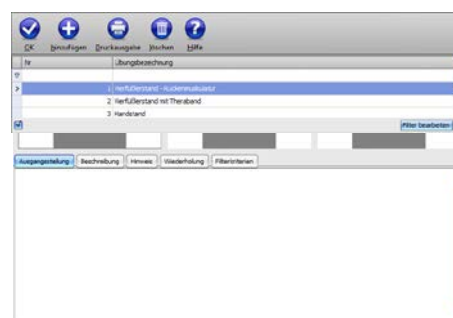 OK Hinzufügen Druckausgabe löschen Hilfe
Nr Übungsbezeichnung
1 Vierfüßlerstand - Rückenmuskulatur
2 Vierfüßlerstand mit Theraband
3 Handstand
Filter bearbeiten
Ausgangsstellung Beschreibung Hinweis Wiederholung Filterkriterien